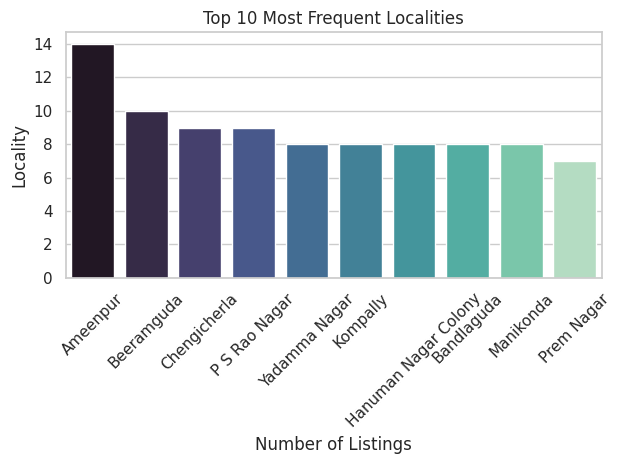 Top 10 Most Frequent Localities
Locality
14
12
10
8
6
4
2
0
Ameenpur
Beeramguda
Chengicherla
P S Rao Nagar
Yadamma Nagar
Kompally
Hanuman Nagar Colony
Bandlaguda
Manikonda
Prem Nagar
Number of Listings